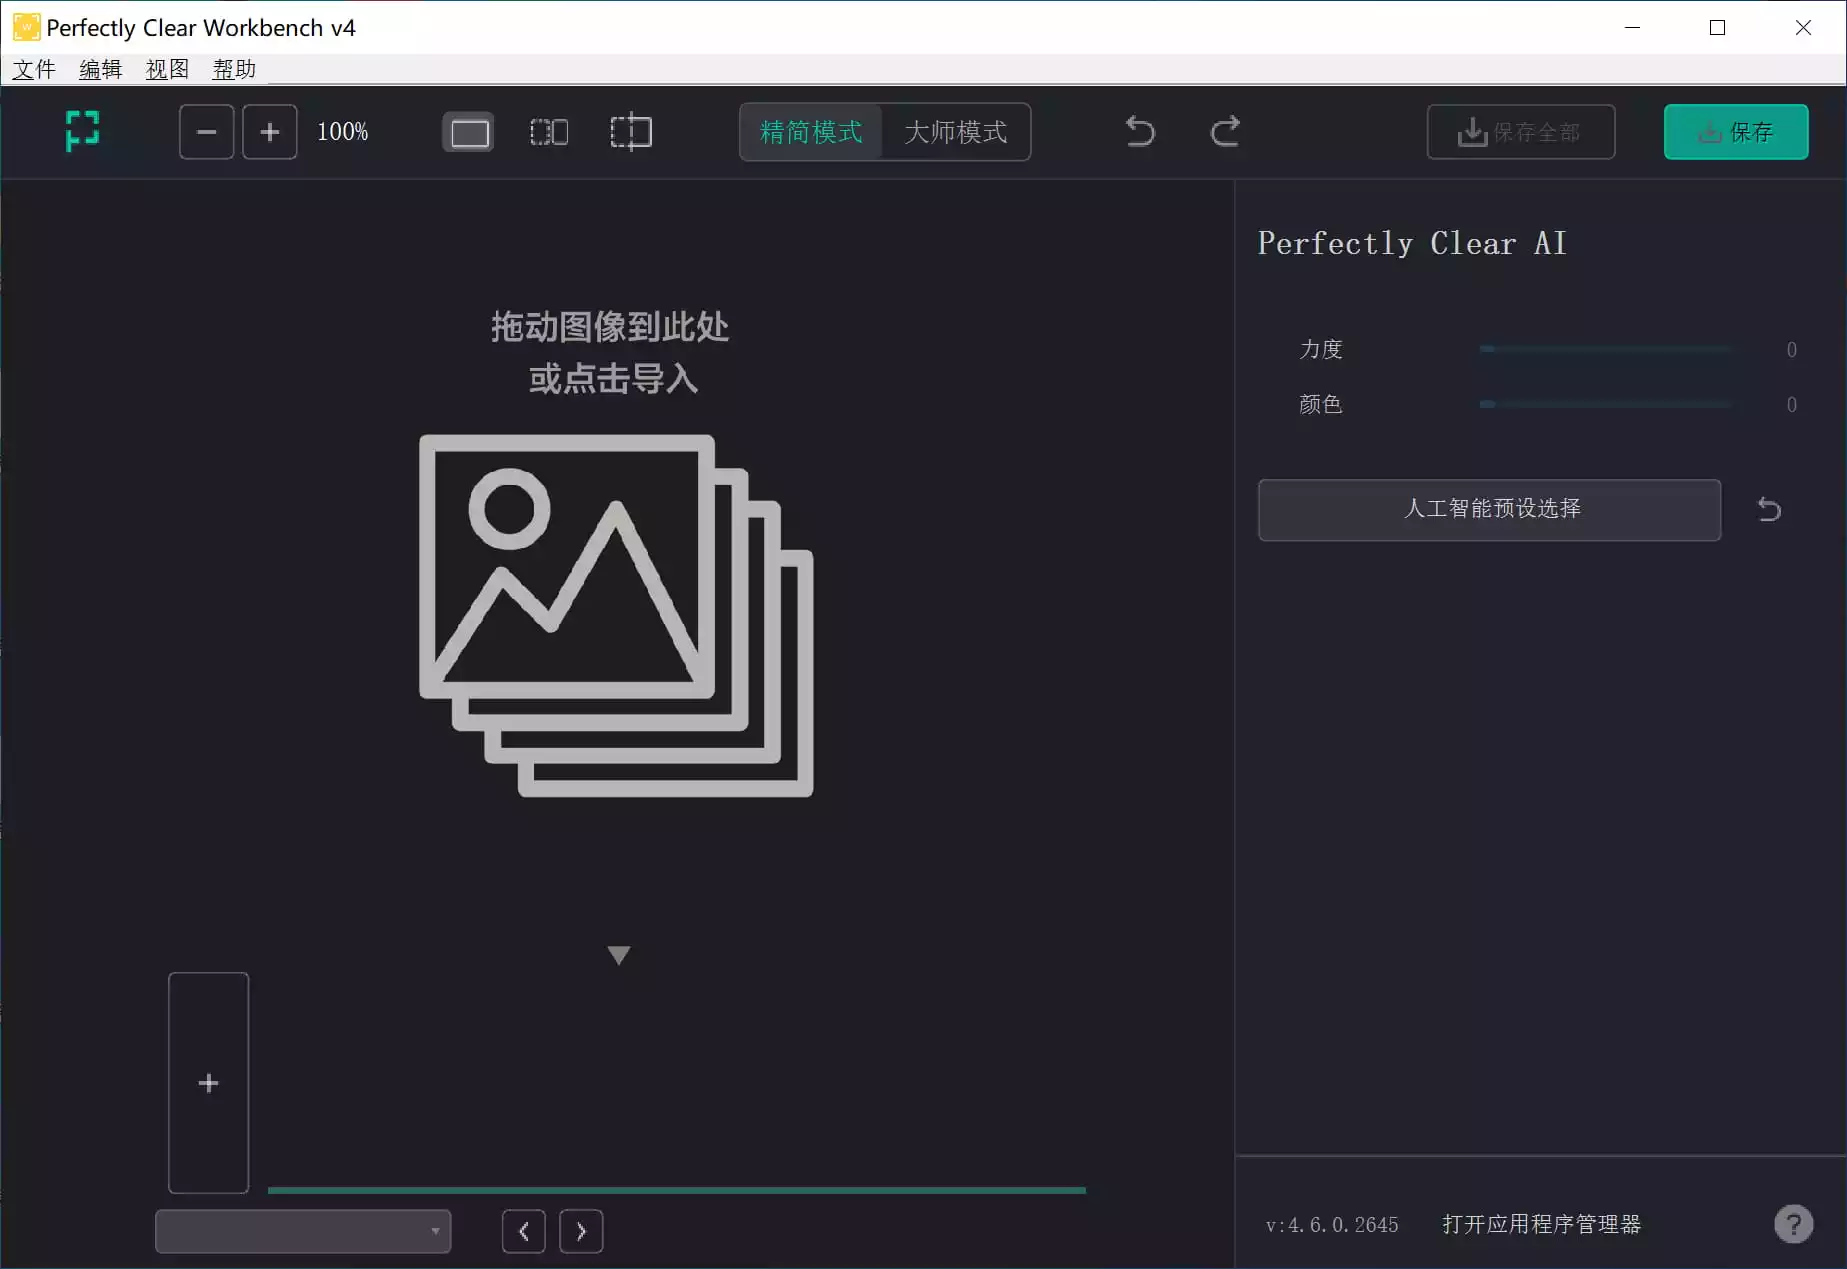 Perfectly Clear Workbench v4
文件 编辑 视图 帮助
100% 精简模式 大师模式 保存全部 保存
Perfectly Clear AI
拖动图像到此处
或点击导入
力度 0
颜色 0
人工智能预设选择
v:4.6.0.2645 打开应用程序管理器 ?